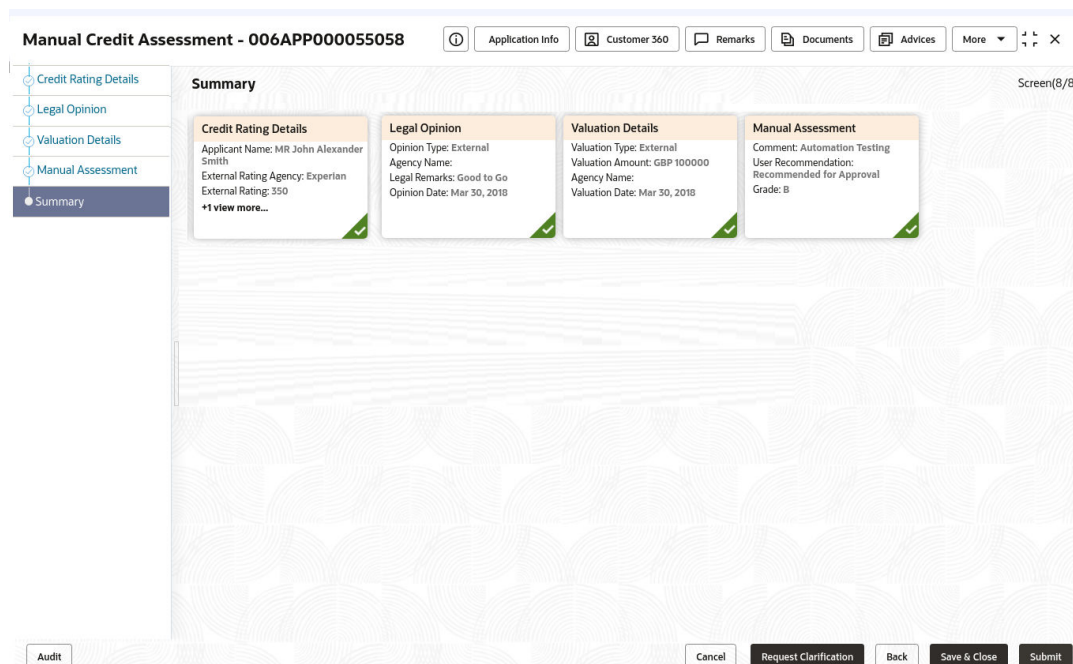 Manual Credit Assessment - 006APP000055058
Application Info
Customer 360
Remarks
Documents
Advices
More
Credit Rating Details
Legal Opinion
Valuation Details
Manual Assessment
Summary
Summary
Screen(8/8
Credit Rating Details
Applicant Name: MR John Alexander
Smith
External Rating Agency: Experian
External Rating: 350
+1 view more...
Legal Opinion
Opinion Type: External
Agency Name:
Legal Remarks: Good to Go
Opinion Date: Mar 30, 2018
Valuation Details
Valuation Type: External
Valuation Amount: GBP 100000
Agency Name:
Valuation Date: Mar 30, 2018
Manual Assessment
Comment: Automation Testing
User Recommendation:
Recommended for Approval
Grade: B
Audit
Cancel
Request Clarification
Back
Save & Close
Submit